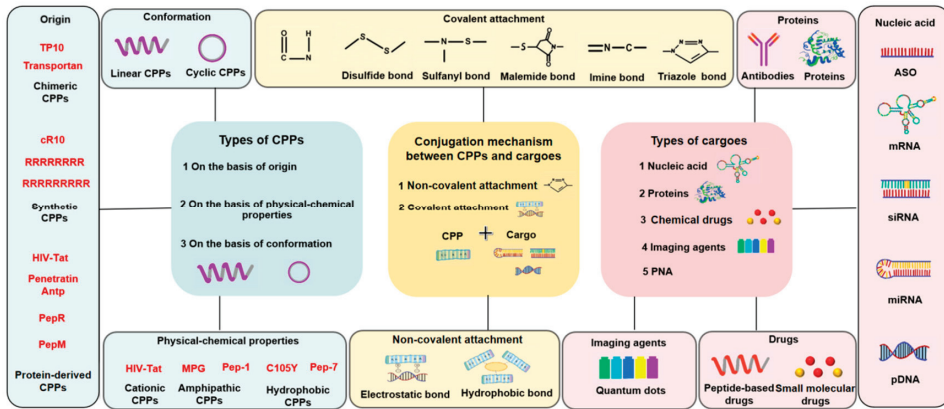 Origin
TP10
Transportan
Chimeric
CPPs
cR10
RRRRRRRR
RRRRRRRRR
Synthetic
CPPs
HIV-Tat
Penetratin
Antp
PepR
PepM
Protein-derived
CPPs
Conformation
Linear CPPs
Cyclic CPPs
Covalent attachment
O
H
C
N
Disulfide bond
N
S
Sulfanyl bond
S
O
N
O
Malemide bond
N
C
Imine bond
N
N
N
Triazole bond
Proteins
Antibodies
Proteins
Nucleic acid
ASO
mRNA
siRNA
miRNA
pDNA
Types of CPPs
1 On the basis of origin
2 On the basis of physical-chemical
properties
3 On the basis of conformation
Conjugation mechanism
between CPPs and cargoes
1 Non-covalent attachment
2 Covalent attachment
CPP
+
Cargo
Types of cargoes
1 Nucleic acid
2 Proteins
3 Chemical drugs
4 Imaging agents
5 PNA
Physical-chemical properties
HIV-Tat
MPG
Pep-1
C105Y
Pep-7
Cationic
CPPs
Amphipathic
CPPs
Hydrophobic
CPPs
Non-covalent attachment
Electrostatic bond
Hydrophobic bond
Imaging agents
Quantum dots
Drugs
Peptide-based
drugs
Small molecular
drugs